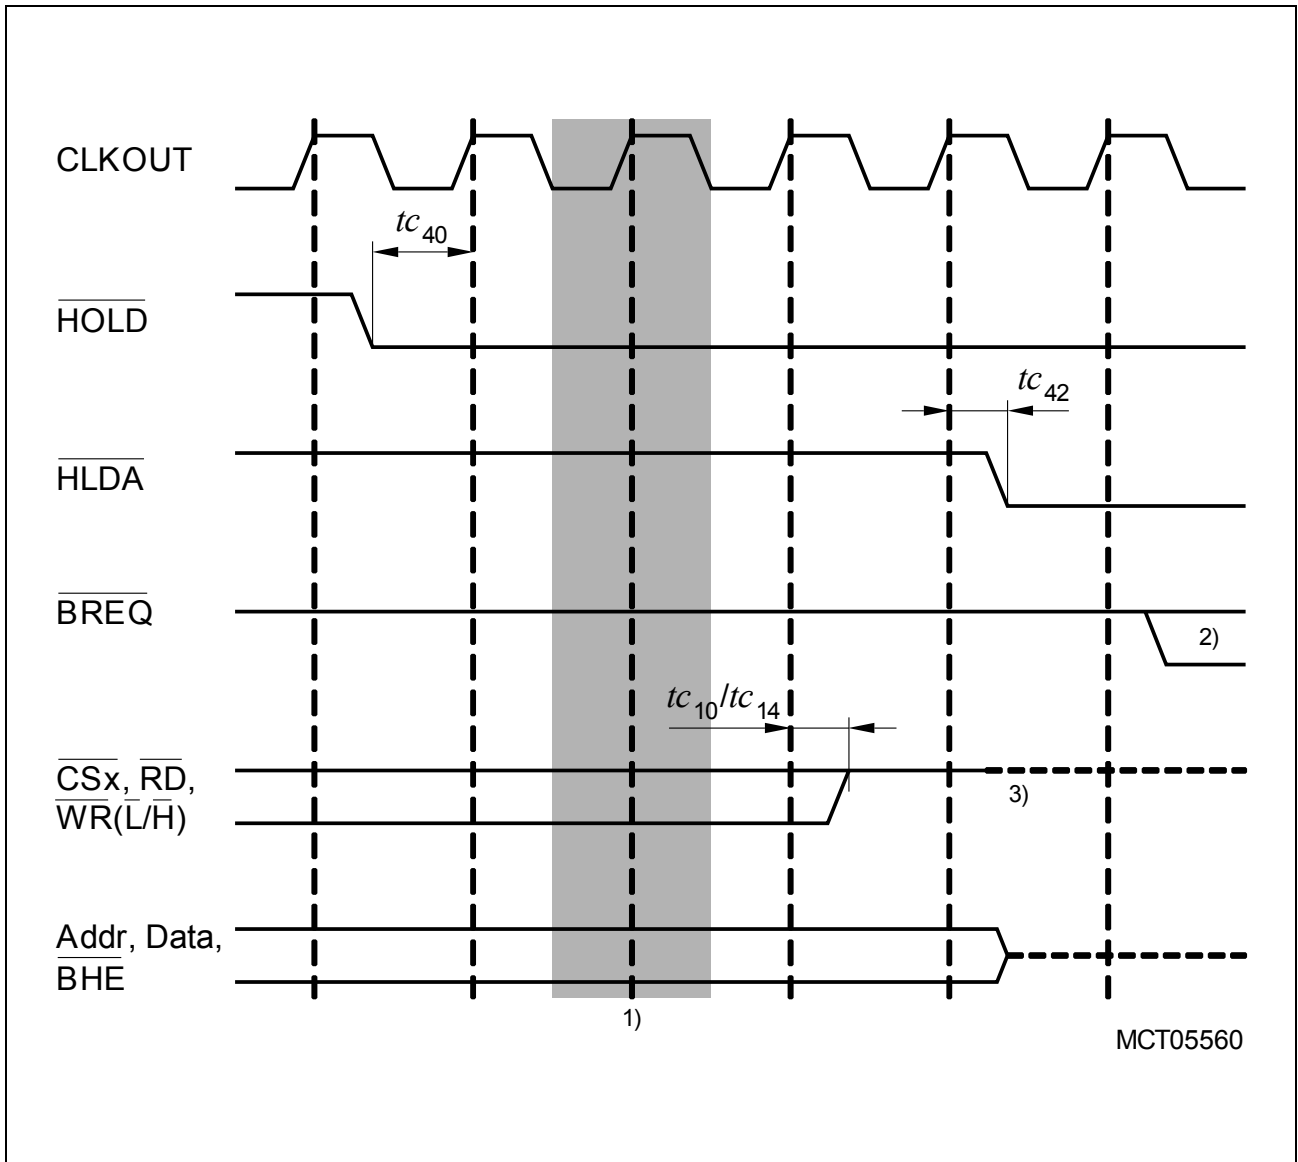 CLKOUT
tc40
HOLD
tc42
HLDA
BREQ
2)
tc10/tc14
CSx, RD,
WR(L/H)
3)
Addr, Data,
BHE
1)
MCT05560